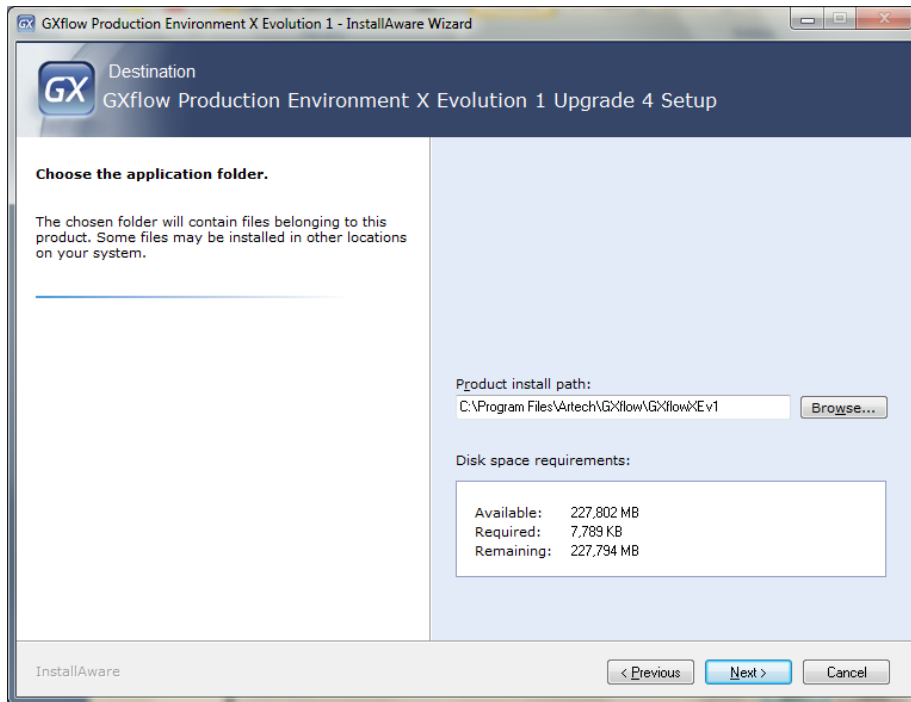 GX GXflow Production Environment X Evolution 1 - InstallAware Wizard
GX
Destination
GXflow Production Environment X Evolution 1 Upgrade 4 Setup
Choose the application folder.
The chosen folder will contain files belonging to this
product. Some files may be installed in other locations
on your system.
Product install path:
C:\Program Files\Artech\GXflow\GXflowXEv1
Browse...
Disk space requirements:
Available: 227,802 MB
Required: 7,789 KB
Remaining: 227,794 MB
InstallAware
< Previous
Next >
Cancel